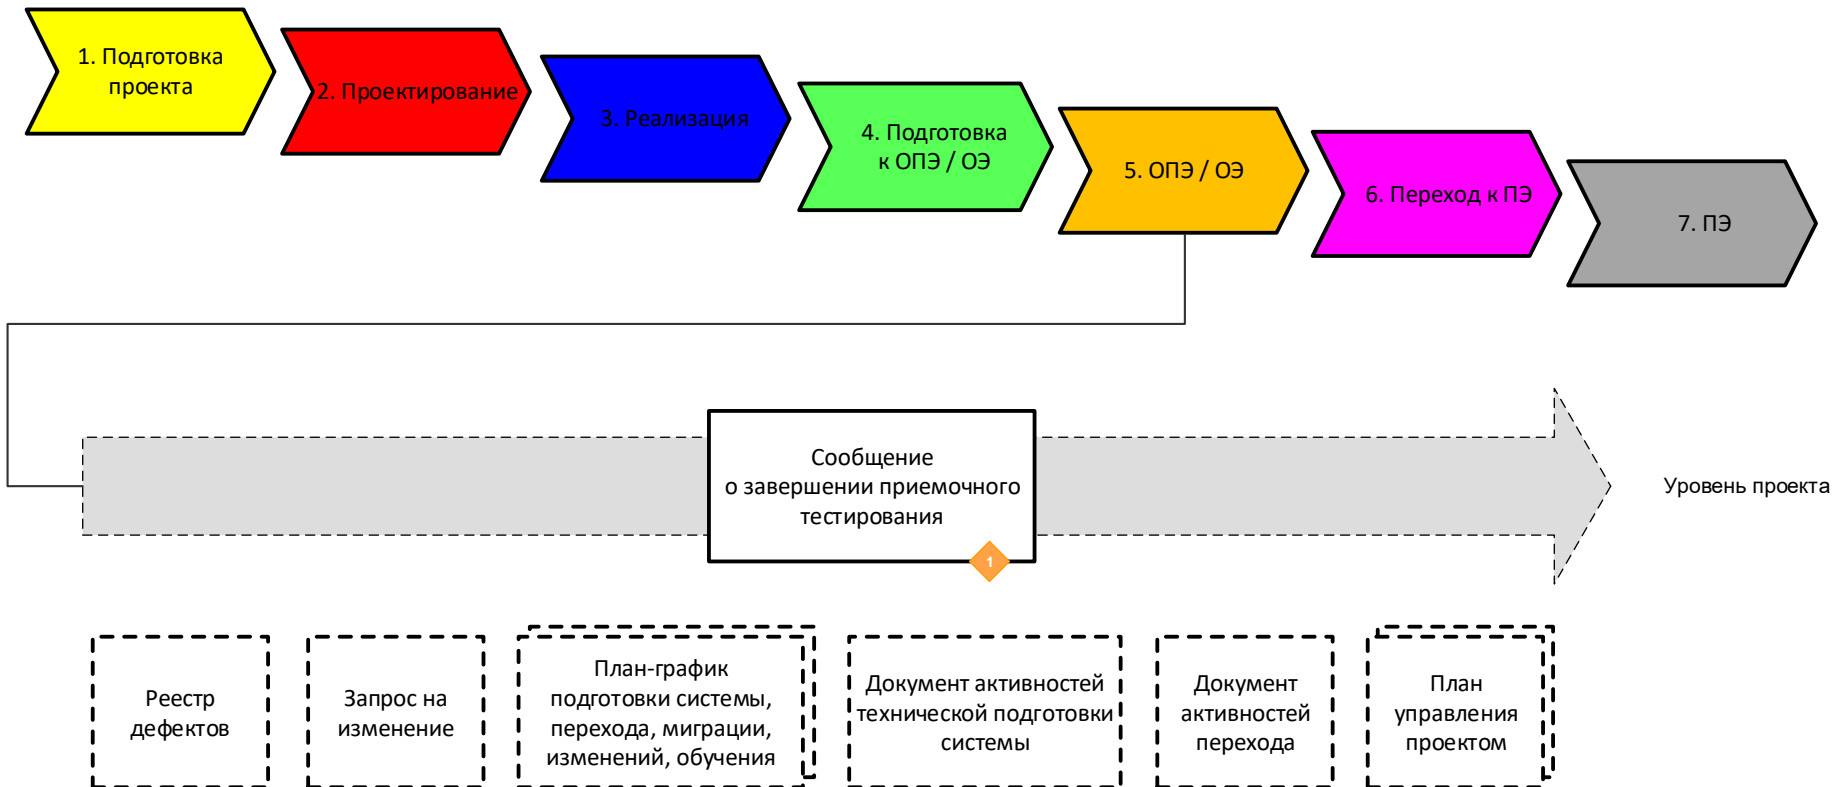 1. Подготовка
проекта
2. Проектирование
3. Реализация
4. Подготовка
к ОПЭ / ОЭ
5. ОПЭ / ОЭ
6. Переход к ПЭ
7. ПЭ
Сообщение
о завершении приемочного
тестирования
1
Уровень проекта
Реестр
дефектов
Запрос на
изменение
План-график
подготовки системы,
перехода, миграции,
изменений, обучения
Документ активностей
технической подготовки
системы
Документ
активностей
перехода
План
управления
проектом